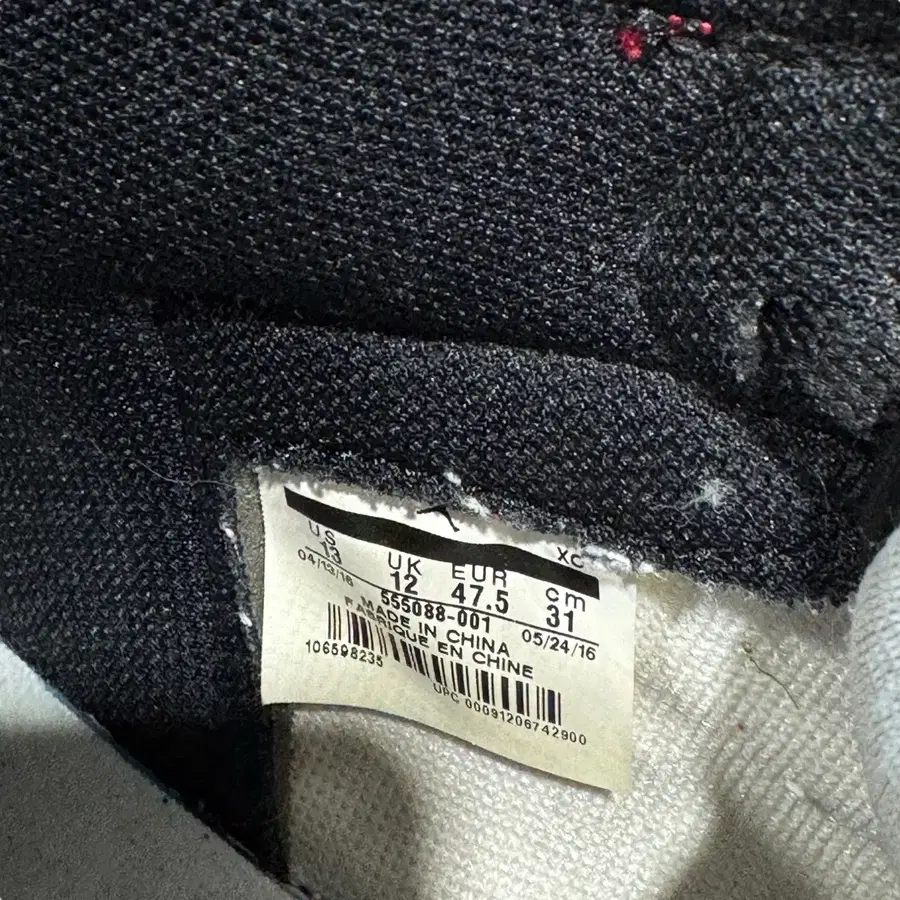 XC
US UK EUR cm
13 12 47.5 31
04/13/16 555088-001 05/24/16
MADE IN CHINA
FABRIQUE EN CHINE
106598235
UPC 00091206742900